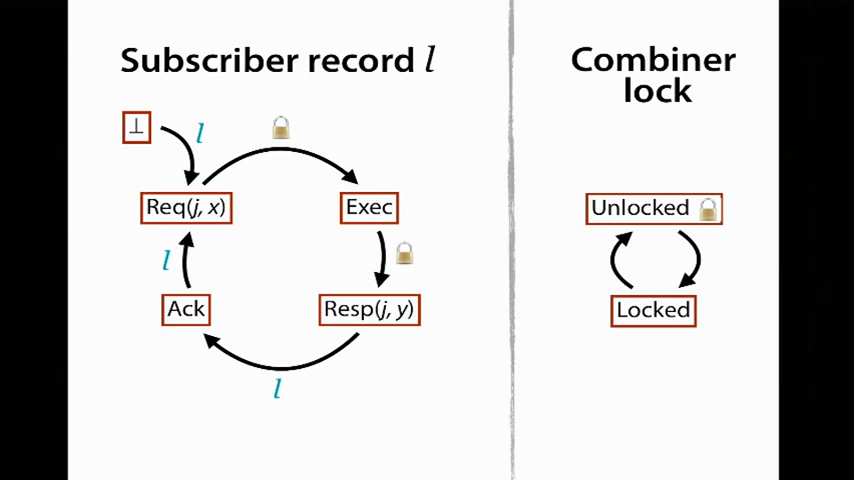 Subscriber record l
⊥
l
Req(j, x)
Exec
l
Ack
Resp(j, y)
l
Combiner
lock
Unlocked
Locked